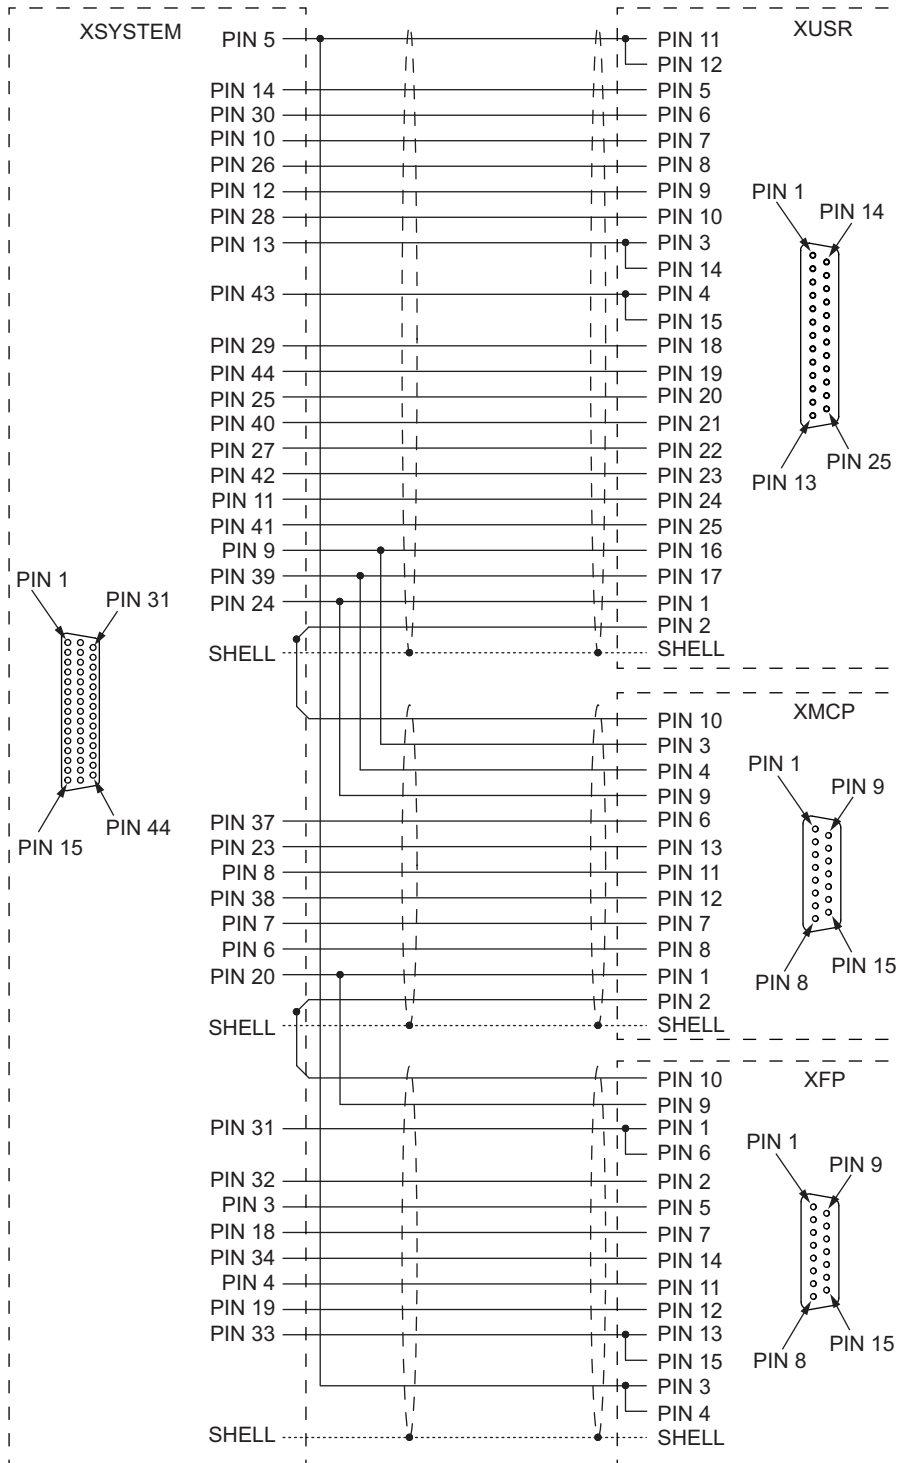 XSYSTEM XUSR
PIN 5 PIN 11
PIN 12
PIN 14 PIN 5
PIN 30 PIN 6
PIN 10 PIN 7
PIN 26 PIN 8
PIN 12 PIN 9
PIN 28 PIN 10
PIN 13 PIN 3
PIN 14
PIN 43 PIN 4
PIN 15
PIN 29 PIN 18
PIN 44 PIN 19
PIN 25 PIN 20
PIN 40 PIN 21
PIN 27 PIN 22
PIN 42 PIN 23
PIN 11 PIN 24
PIN 41 PIN 25
PIN 9 PIN 16
PIN 39 PIN 17
PIN 24 PIN 1
PIN 2
SHELL SHELL
PIN 1
PIN 14
PIN 13
PIN 25
PIN 1
PIN 31
PIN 15
PIN 44
XMCP
PIN 10
PIN 3
PIN 4
PIN 9
PIN 37 PIN 6
PIN 23 PIN 13
PIN 8 PIN 11
PIN 38 PIN 12
PIN 7 PIN 7
PIN 6 PIN 8
PIN 20 PIN 1
PIN 2
SHELL SHELL
PIN 1
PIN 9
PIN 8
PIN 15
XFP
PIN 10
PIN 9
PIN 31 PIN 1
PIN 6
PIN 32 PIN 2
PIN 3 PIN 5
PIN 18 PIN 7
PIN 34 PIN 14
PIN 4 PIN 11
PIN 19 PIN 12
PIN 33 PIN 13
PIN 15
PIN 3
PIN 4
SHELL SHELL
PIN 1
PIN 9
PIN 8
PIN 15